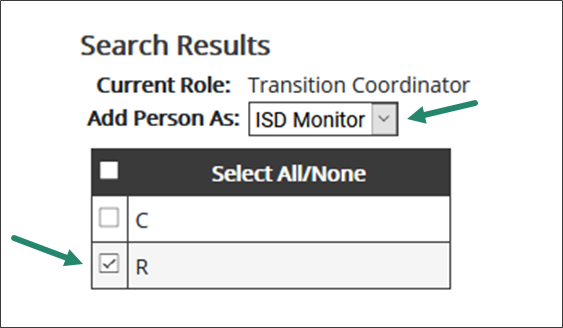 Search Results
Current Role: Transition Coordinator
Add Person As: ISD Monitor
Select All/None
C
R